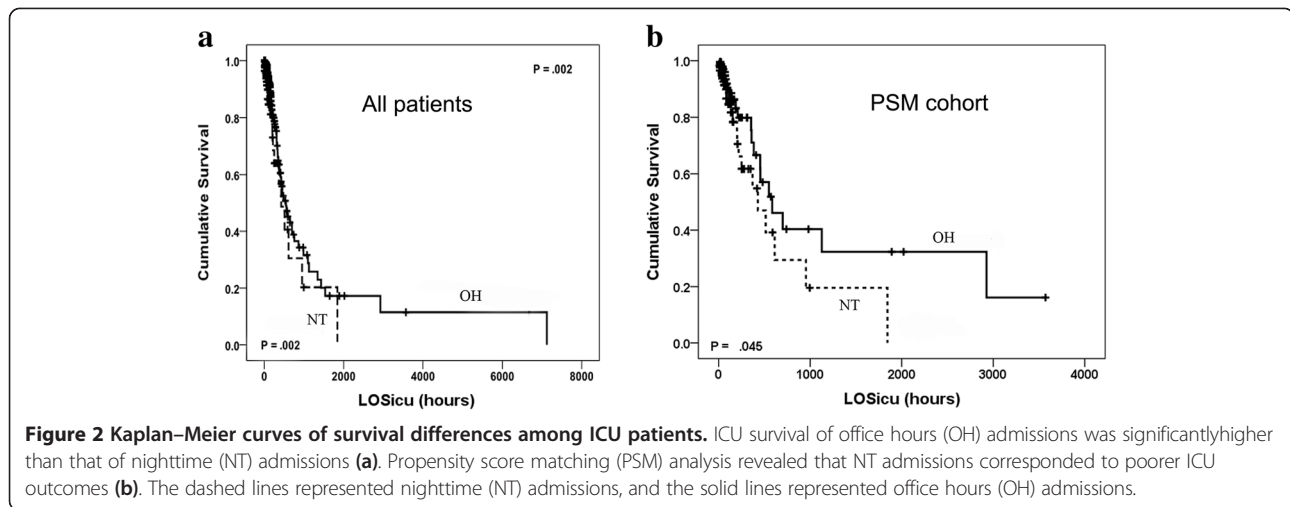 a
P = .002
All patients
1.0
0.8
0.6
0.4
0.2
0.0
Cumulative Survival
OH
NT
P = .002
0 2000 4000 6000 8000
LOSicu (hours)
b
PSM cohort
1.0
0.8
0.6
0.4
0.2
0.0
Cumulative Survival
OH
NT
P = .045
0 1000 2000 3000 4000
LOSicu (hours)
Figure 2 Kaplan–Meier curves of survival differences among ICU patients. ICU survival of office hours (OH) admissions was significantlyhigher
than that of nighttime (NT) admissions (a). Propensity score matching (PSM) analysis revealed that NT admissions corresponded to poorer ICU
outcomes (b). The dashed lines represented nighttime (NT) admissions, and the solid lines represented office hours (OH) admissions.